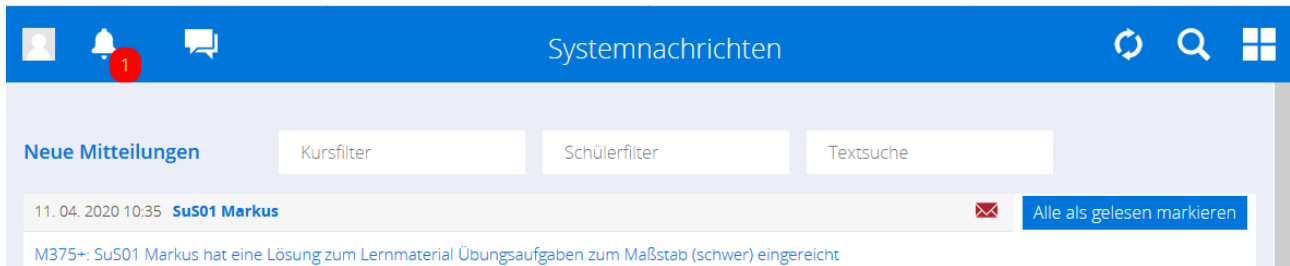 1
Systemnachrichten
Neue Mitteilungen Kursfilter Schülerfilter Textsuche
11. 04. 2020 10:35 SuS01 Markus Alle als gelesen markieren
M375+: SuS01 Markus hat eine Lösung zum Lernmaterial Übungsaufgaben zum Maßstab (schwer) eingereicht